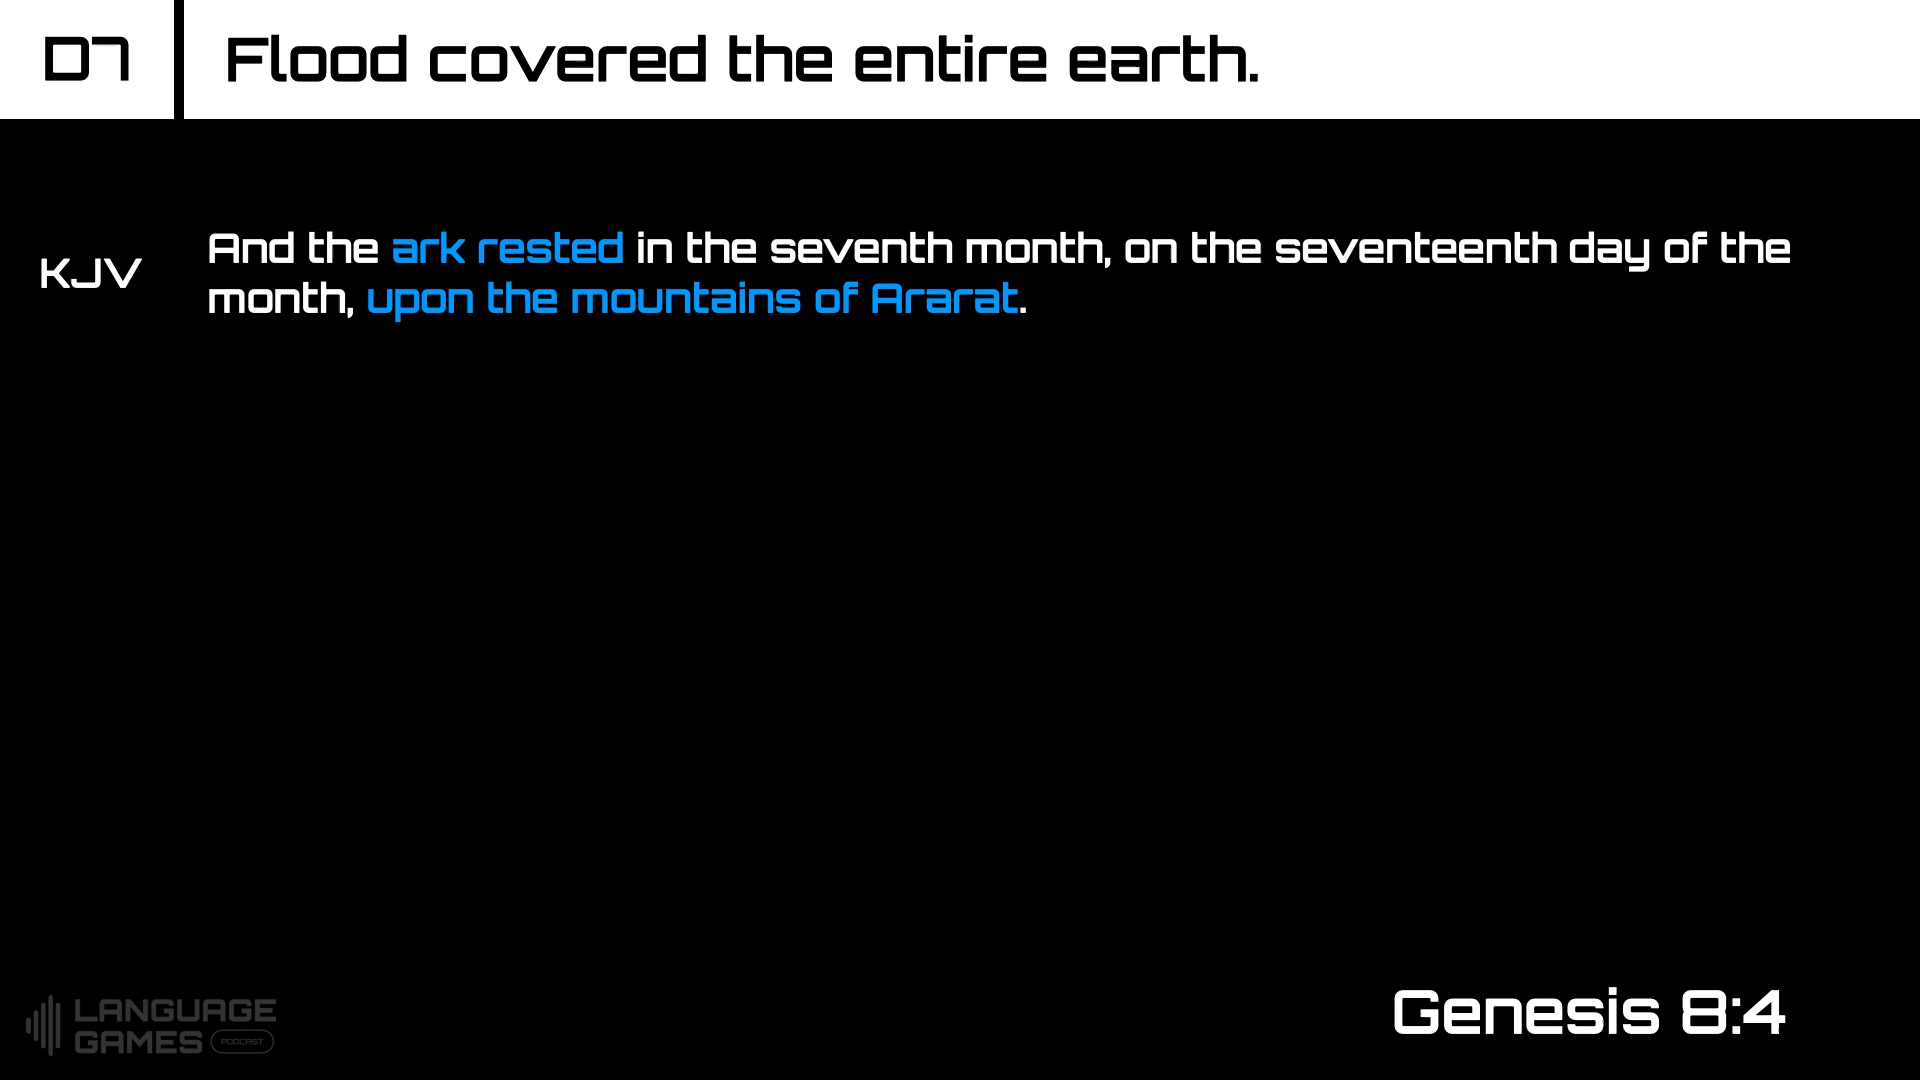 07
Flood covered the entire earth.
KJV
And the ark rested in the seventh month, on the seventeenth day of the
month, upon the mountains of Ararat.
Genesis 8:4
LANGUAGE
GAMES PODCAST